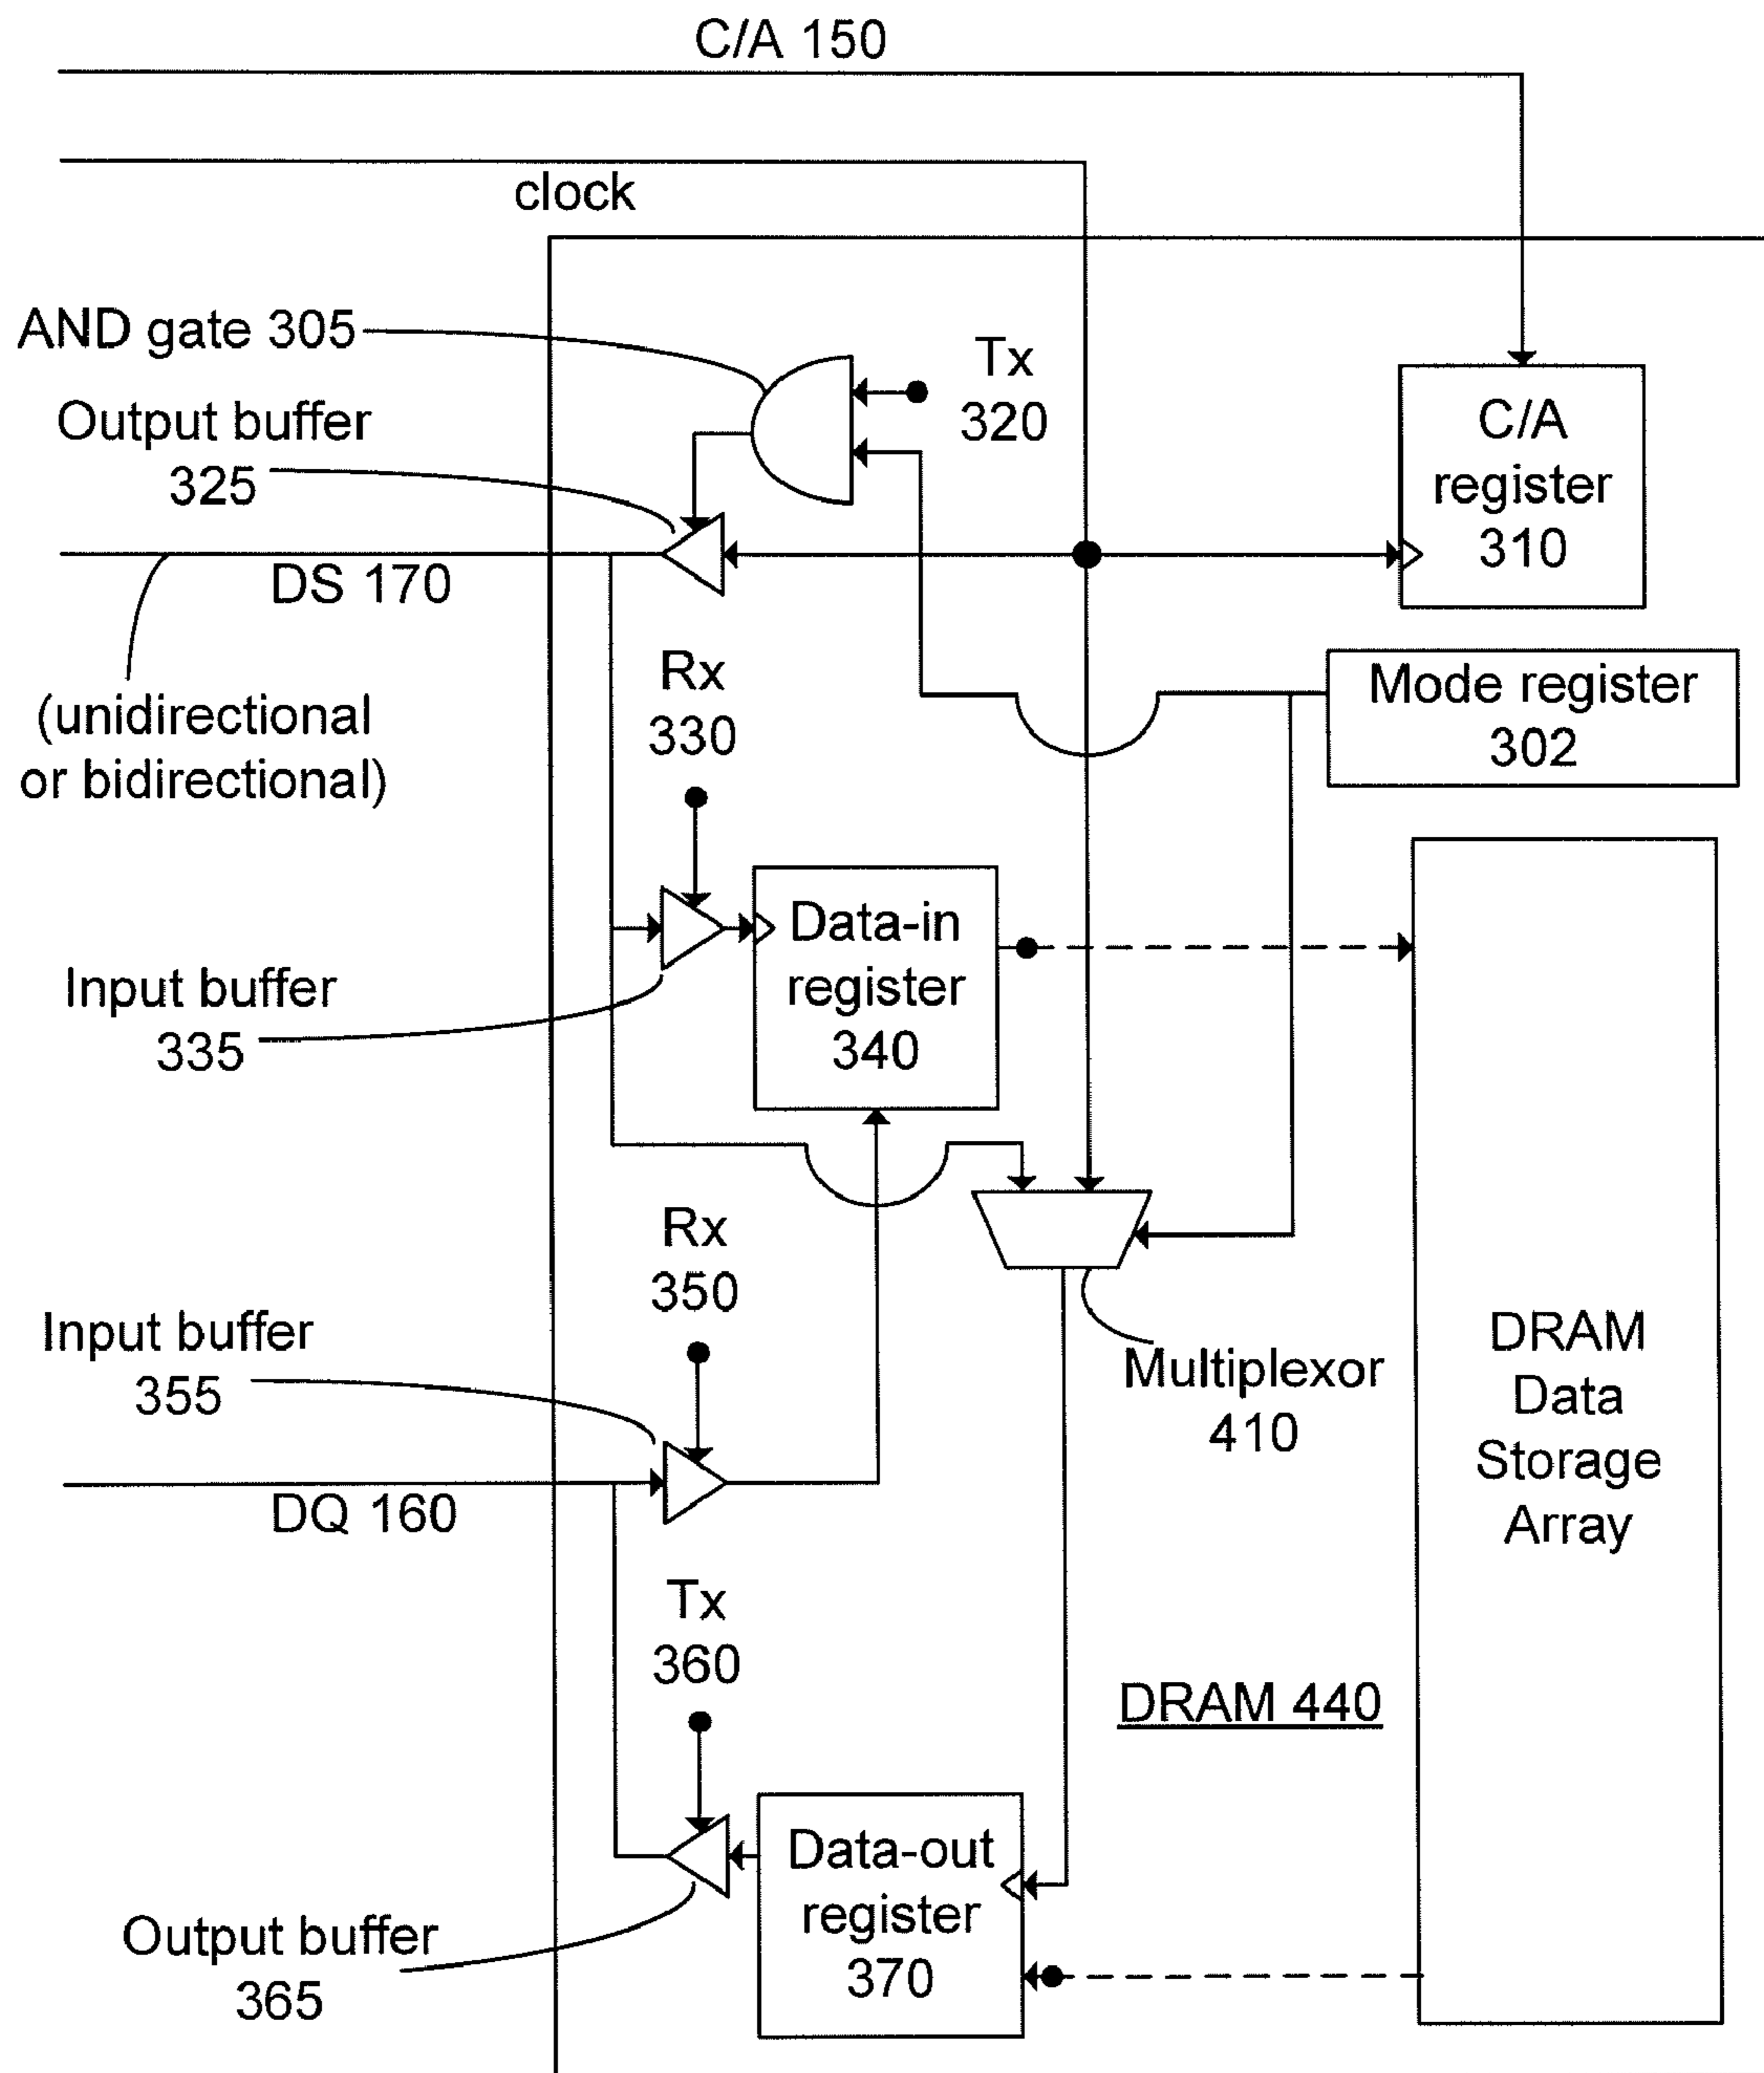 C/A 150
clock
AND gate 305
Tx
320
Output buffer
325
C/A
register
310
DS 170
(unidirectional
or bidirectional)
Rx
330
Mode register
302
Data-in
register
340
Input buffer
335
Rx
350
Input buffer
355
Multiplexor
410
DRAM
Data
Storage
Array
DQ 160
Tx
360
DRAM 440
Data-out
register
370
Output buffer
365